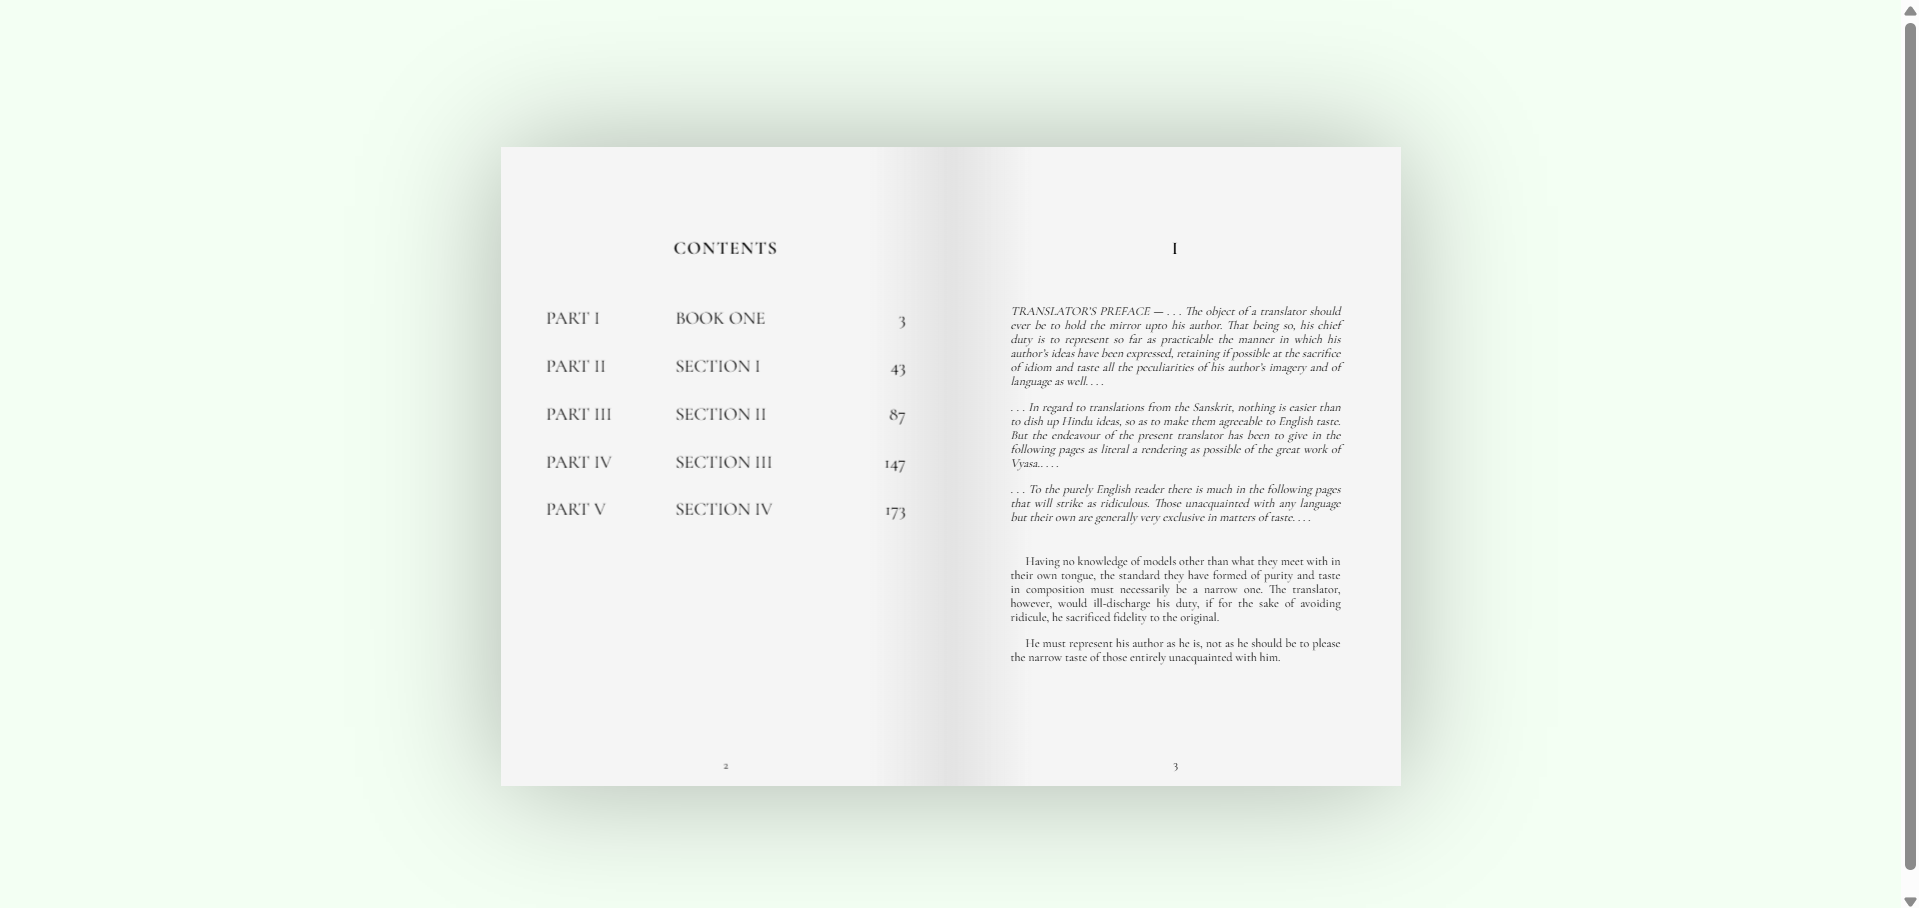 CONTENTS
PART I BOOK ONE 3
PART II SECTION I 43
PART III SECTION II 87
PART IV SECTION III 147
PART V SECTION IV 173
2
I
TRANSLATOR'S PREFACE — . . . The object of a translator should
ever be to hold the mirror upto his author. That being so, his chief
duty is to represent so far as practicable the manner in which his
author's ideas have been expressed, retaining if possible at the sacrifice
of idiom and taste all the peculiarities of his author's imagery and of
language as well. . . .
. . . In regard to translations from the Sanskrit, nothing is easier than
to dish up Hindu ideas, so as to make them agreeable to English taste.
But the endeavour of the present translator has been to give in the
following pages as literal a rendering as possible of the great work of
Vyasa.. . . .
. . . To the purely English reader there is much in the following pages
that will strike as ridiculous. Those unacquainted with any language
but their own are generally very exclusive in matters of taste. . . .
Having no knowledge of models other than what they meet with in
their own tongue, the standard they have formed of purity and taste
in composition must necessarily be a narrow one. The translator,
however, would ill-discharge his duty, if for the sake of avoiding
ridicule, he sacrificed fidelity to the original.
He must represent his author as he is, not as he should be to please
the narrow taste of those entirely unacquainted with him.
3